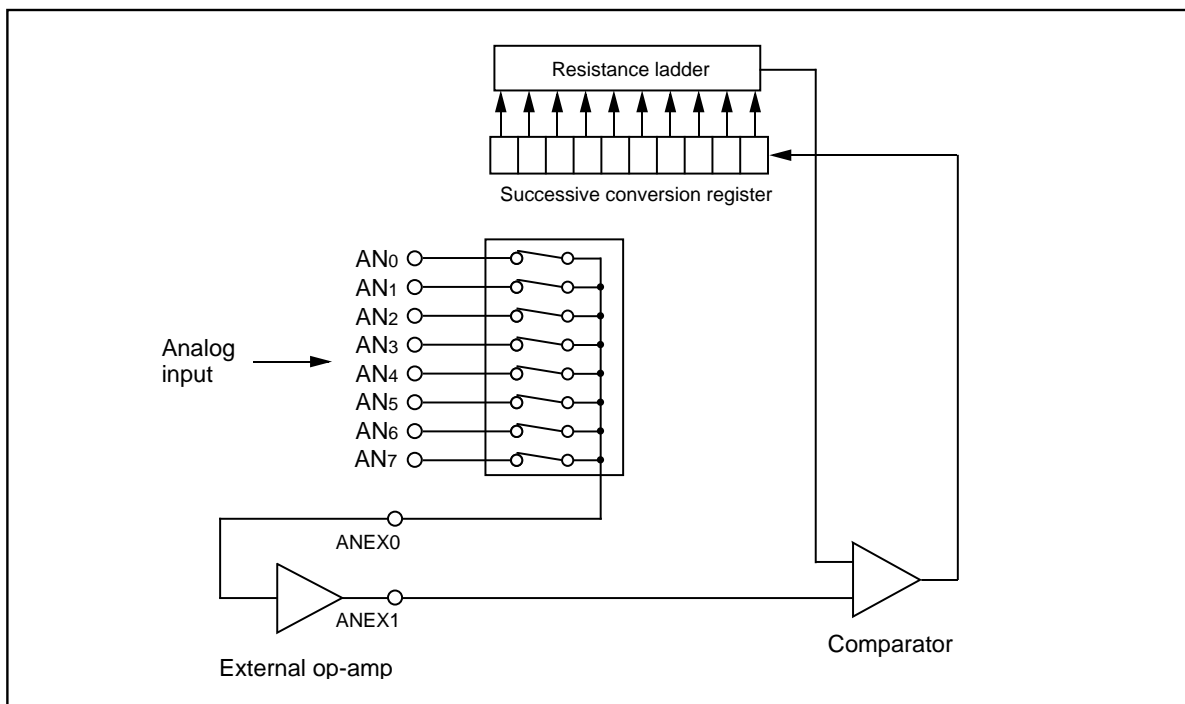 Resistance ladder
Successive conversion register
AN0
AN1
AN2
AN3
AN4
AN5
AN6
AN7
Analog
input
ANEX0
ANEX1
External op-amp
Comparator